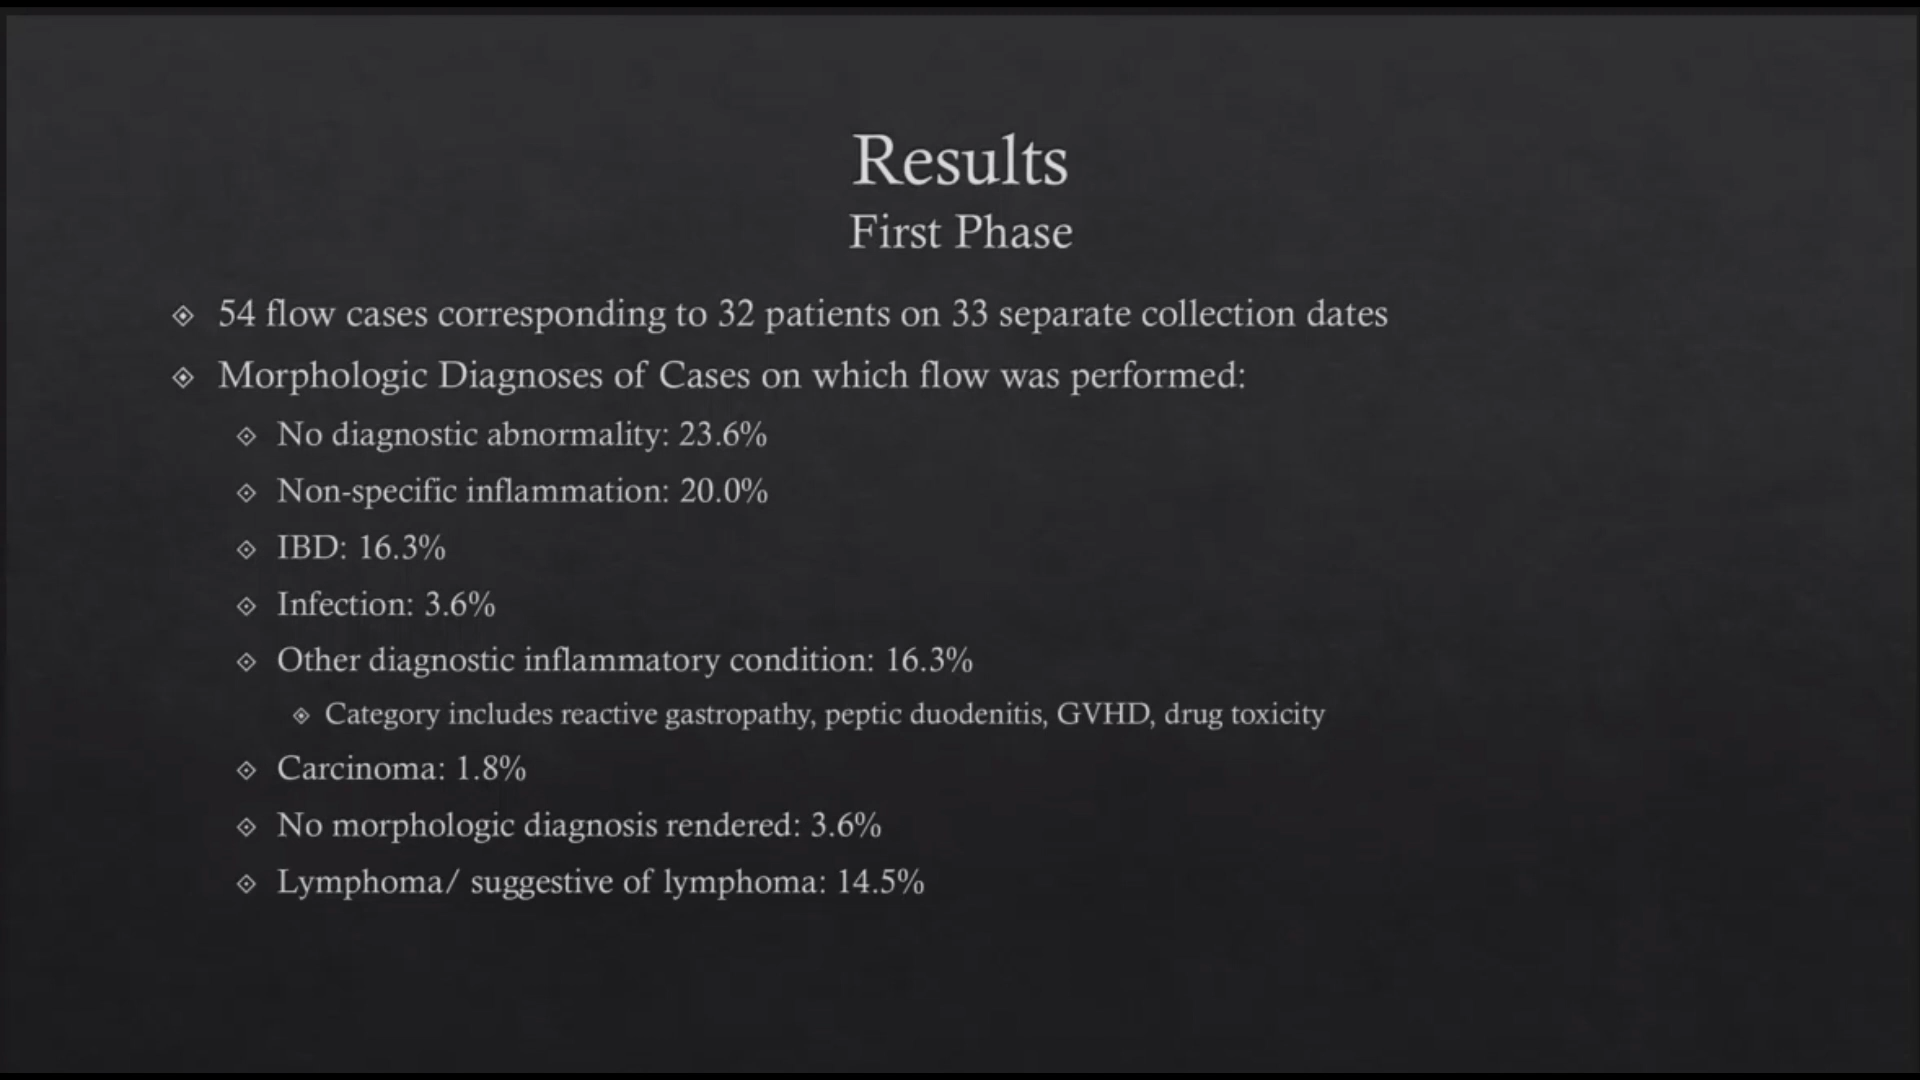 Results
First Phase
54 flow cases corresponding to 32 patients on 33 separate collection dates
Morphologic Diagnoses of Cases on which flow was performed:
No diagnostic abnormality: 23.6%
Non-specific inflammation: 20.0%
IBD: 16.3%
Infection: 3.6%
Other diagnostic inflammatory condition: 16.3%
Category includes reactive gastropathy, peptic duodenitis, GVHD, drug toxicity
Carcinoma: 1.8%
No morphologic diagnosis rendered: 3.6%
Lymphoma/ suggestive of lymphoma: 14.5%